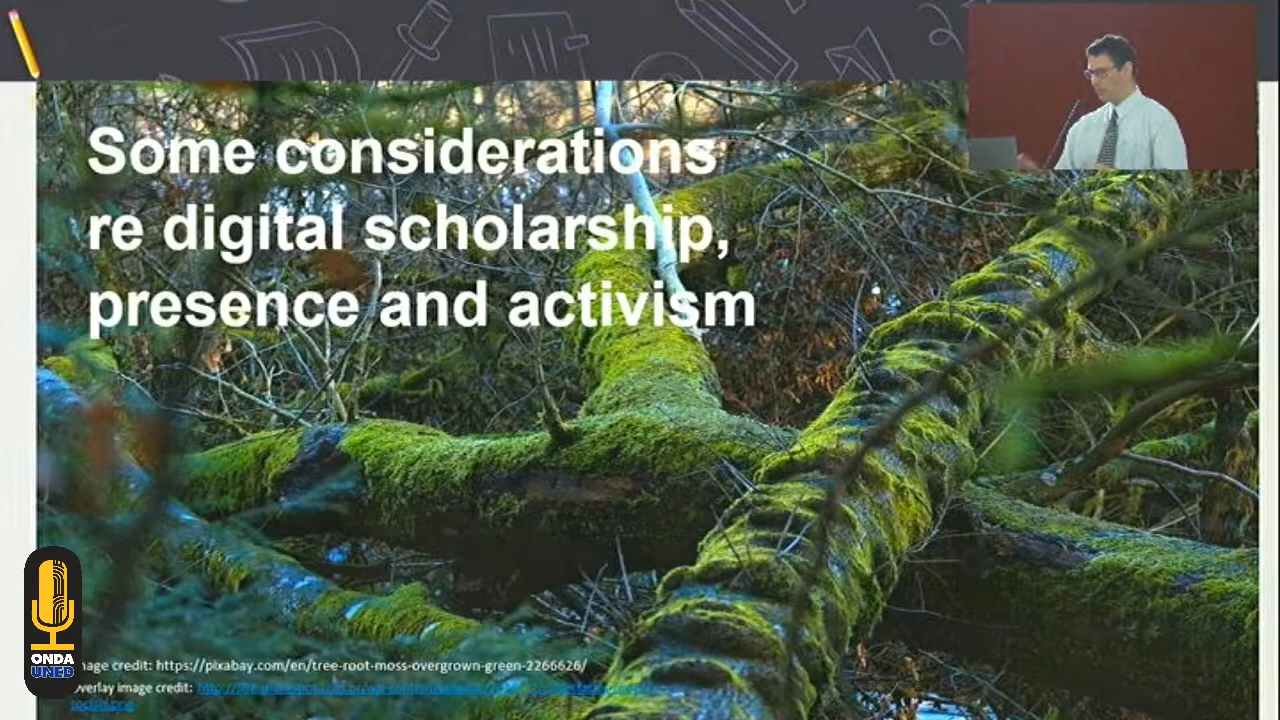 Some considerations
re digital scholarship,
presence and activism
ONDA
UNED
mage credit: https://pixabay.com/en/tree-root-moss-overgrown-green-2266626/
verlay image credit: